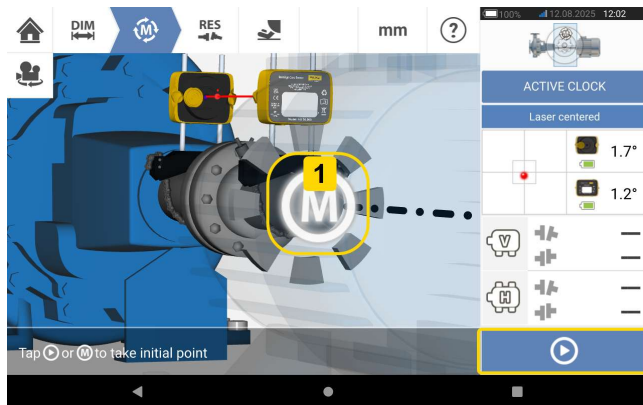 DIM
M
RES
mm
?
100%
12.08.2025 12:02
ACTIVE CLOCK
Laser centered
1.7°
1.2°
1
M
V
H
Tap or M to take initial point